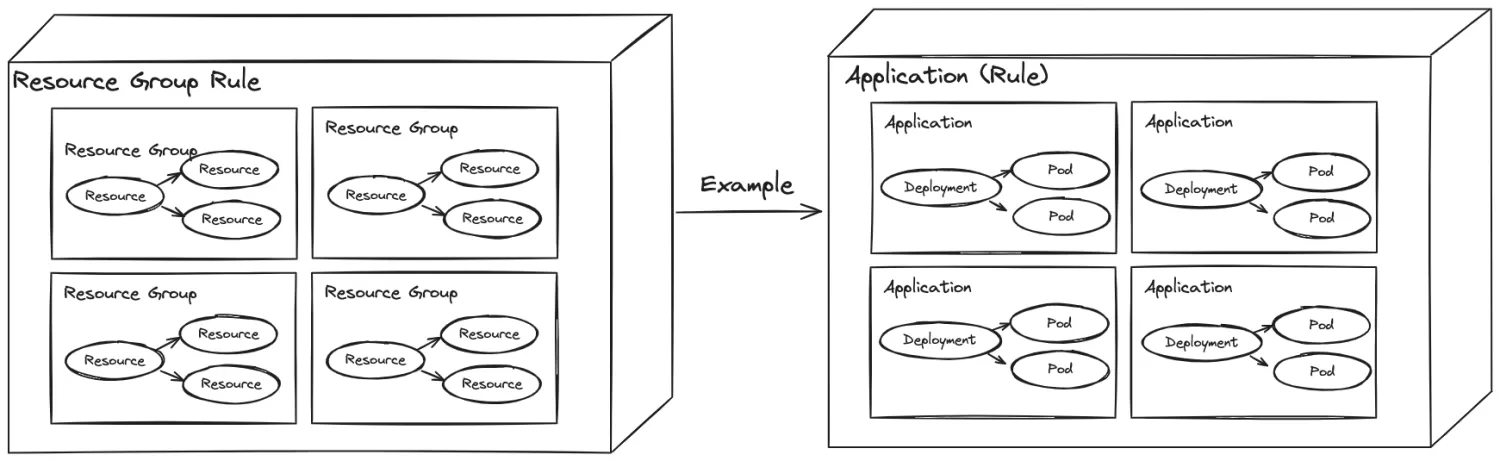 Resource Group Rule
Resource Group
Resource
Resource
Resource
Resource Group
Resource
Resource
Resource
Resource Group
Resource
Resource
Resource
Resource Group
Resource
Resource
Resource
Example
Application (Rule)
Application
Pod
Deployment
Pod
Application
Pod
Deployment
Pod
Application
Pod
Deployment
Pod
Application
Pod
Deployment
Pod